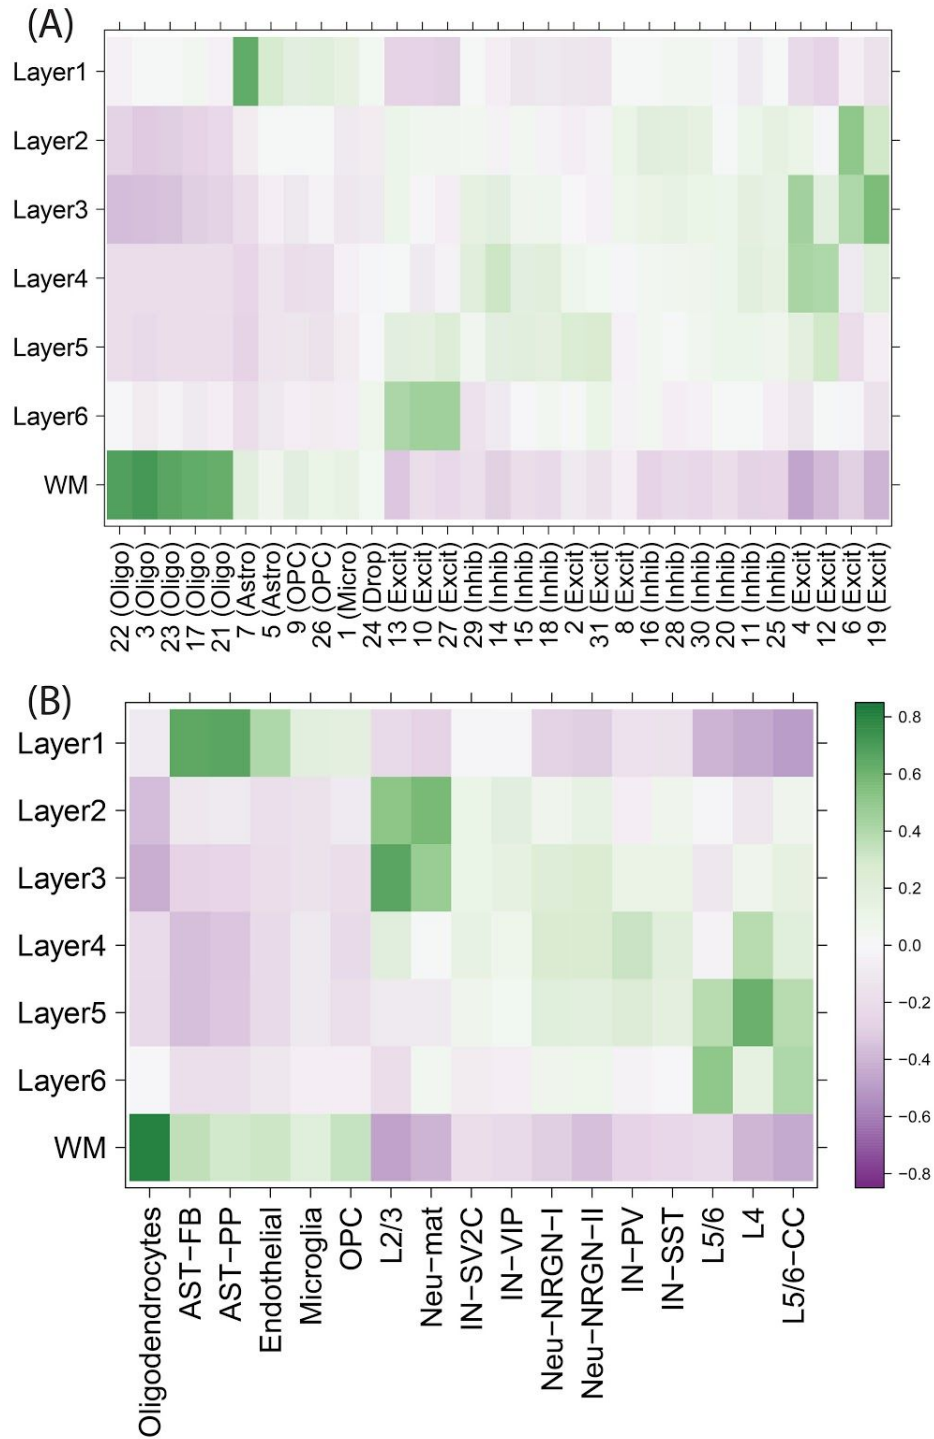 (A)
Layer1
Layer2
Layer3
Layer4
Layer5
Layer6
WM
22 (Oligo)
3 (Oligo)
23 (Oligo)
17 (Oligo)
21 (Oligo)
7 (Astro)
5 (Astro)
9 (OPC)
26 (OPC)
1 (Micro)
24 (Drop)
13 (Excit)
10 (Excit)
27 (Excit)
29 (Inhib)
14 (Inhib)
15 (Inhib)
18 (Inhib)
2 (Excit)
31 (Excit)
8 (Excit)
16 (Inhib)
28 (Inhib)
30 (Inhib)
20 (Inhib)
11 (Inhib)
25 (Inhib)
4 (Excit)
12 (Excit)
6 (Excit)
19 (Excit)
(B)
Layer1
Layer2
Layer3
Layer4
Layer5
Layer6
WM
Oligodendrocytes
AST−FB
AST−PP
Endothelial
Microglia
OPC
L2/3
Neu−mat
IN−SV2C
IN−VIP
Neu−NRGN−I
Neu−NRGN−II
IN−PV
IN−SST
L5/6
L4
L5/6−CC
0.8
0.6
0.4
0.2
0.0
−0.2
−0.4
−0.6
−0.8